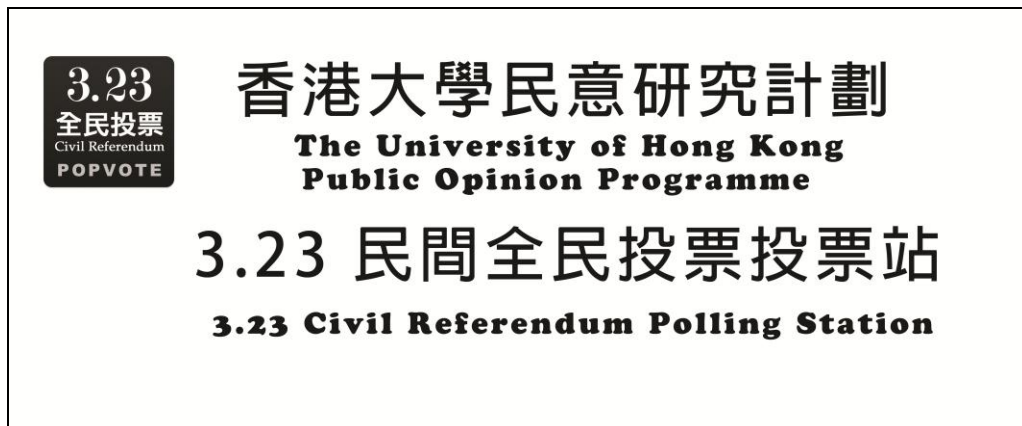 3.23
全民投票
Civil Referendum
POPVOTE
香港大學民意研究計劃
The University of Hong Kong
Public Opinion Programme
3.23 民間全民投票投票站
3.23 Civil Referendum Polling Station